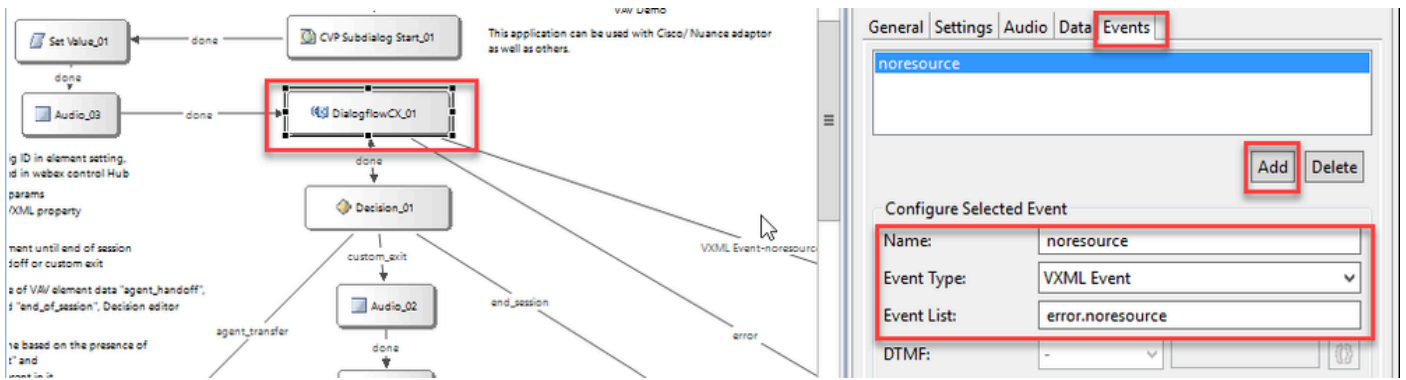 VAV Demo
This application can be used with Cisco/ Nuance adaptor
as well as others.
Set Value_01
done
CVP Subdialog Start_01
done
Audio_03
done
DialogflowCX_01
ig ID in element setting,
d in webex control Hub
params
VXML property
done
Decision_01
ment until end of session
doff or custom exit
custom_exit
VXML Event-noresource
e of VAV element data "agent_handoff",
d "end_of_session", Decision editor
Audio_02
end_session
agent_transfer
error
ne based on the presence of
t" and
done
General
Settings
Audio
Data
Events
noresource
Add
Delete
Configure Selected Event
Name:
noresource
Event Type:
VXML Event
Event List:
error.noresource
DTMF:
-